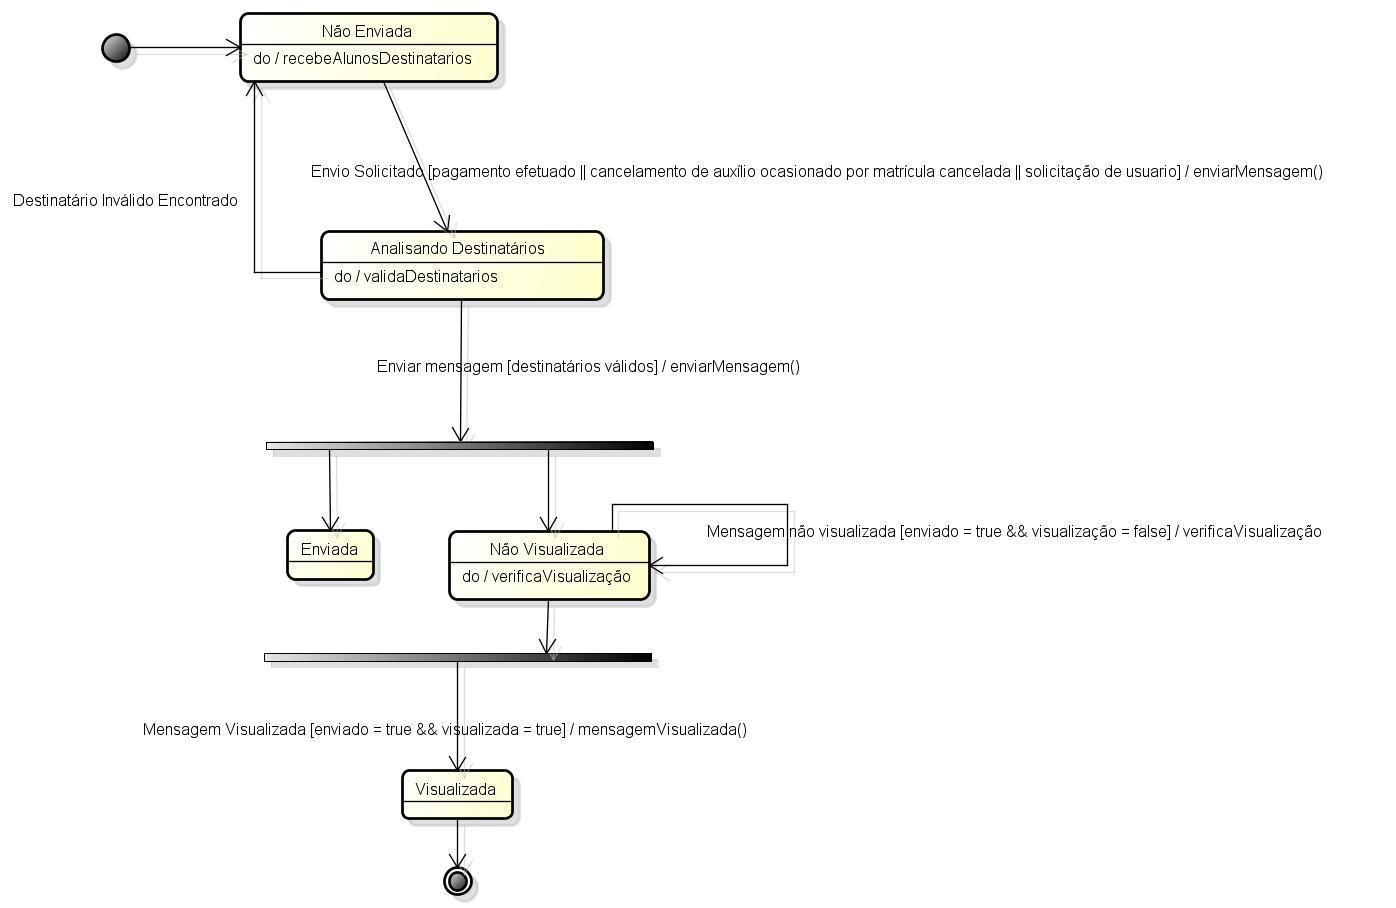 Não Enviada
do / recebeAlunosDestinatarios
Envio Solicitado [pagamento efetuado || cancelamento de auxílio ocasionado por matrícula cancelada || solicitação de usuario] / enviarMensagem()
Destinatário Inválido Encontrado
Analisando Destinatários
do / validaDestinatarios
Enviar mensagem [destinatários válidos] / enviarMensagem()
Enviada
Não Visualizada
do / verificaVisualização
Mensagem não visualizada [enviado = true && visualização = false] / verificaVisualização
Mensagem Visualizada [enviado = true && visualizada = true] / mensagemVisualizada()
Visualizada